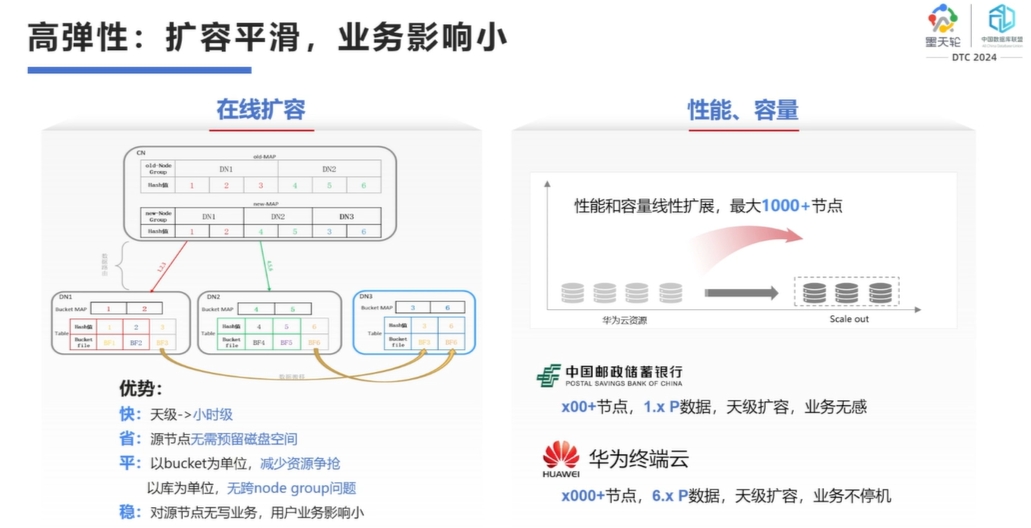 高弹性：扩容平滑，业务影响小
墨天轮
中国数据库联盟
DTC 2024
在线扩容
CN
old-MAP
old-Node Group DN1 DN2
Hash值 1 2 3 4 5 6
new-MAP
new-Node Group DN1 DN2 DN3
Hash值 1 2 4 5 3 6
1,2,3
DN1
Bucket MAP 1 2
Table
Hash值 1 2 3
Bucket file BF1 BF2 BF3
DN2
Bucket MAP 4 5
Table
Hash值 4 5 6
Bucket file BF4 BF5 BF6
DN3
Bucket MAP 3 6
Table
Hash值 3 6
Bucket file BF3 BF6
优势：
快：天级->小时级
省：源节点无需预留磁盘空间
平：以bucket为单位，减少资源争抢
以库为单位，无跨node group问题
稳：对源节点无写业务，用户业务影响小
性能、容量
性能和容量线性扩展，最大1000+节点
华为云资源
Scale out
中国邮政储蓄银行
POSTAL SAVINGS BANK OF CHINA
x00+节点，1.x P数据，天级扩容，业务无感
HUAWEI
华为终端云
x000+节点，6.x P数据，天级扩容，业务不停机